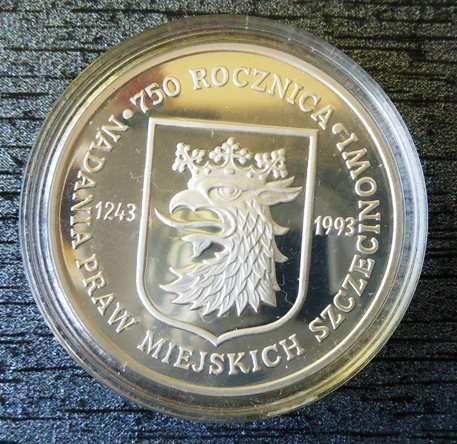 750 ROCZNICA · NADANIA PRAW MIEJSKICH SZCZECINOWI ·
1243
1993